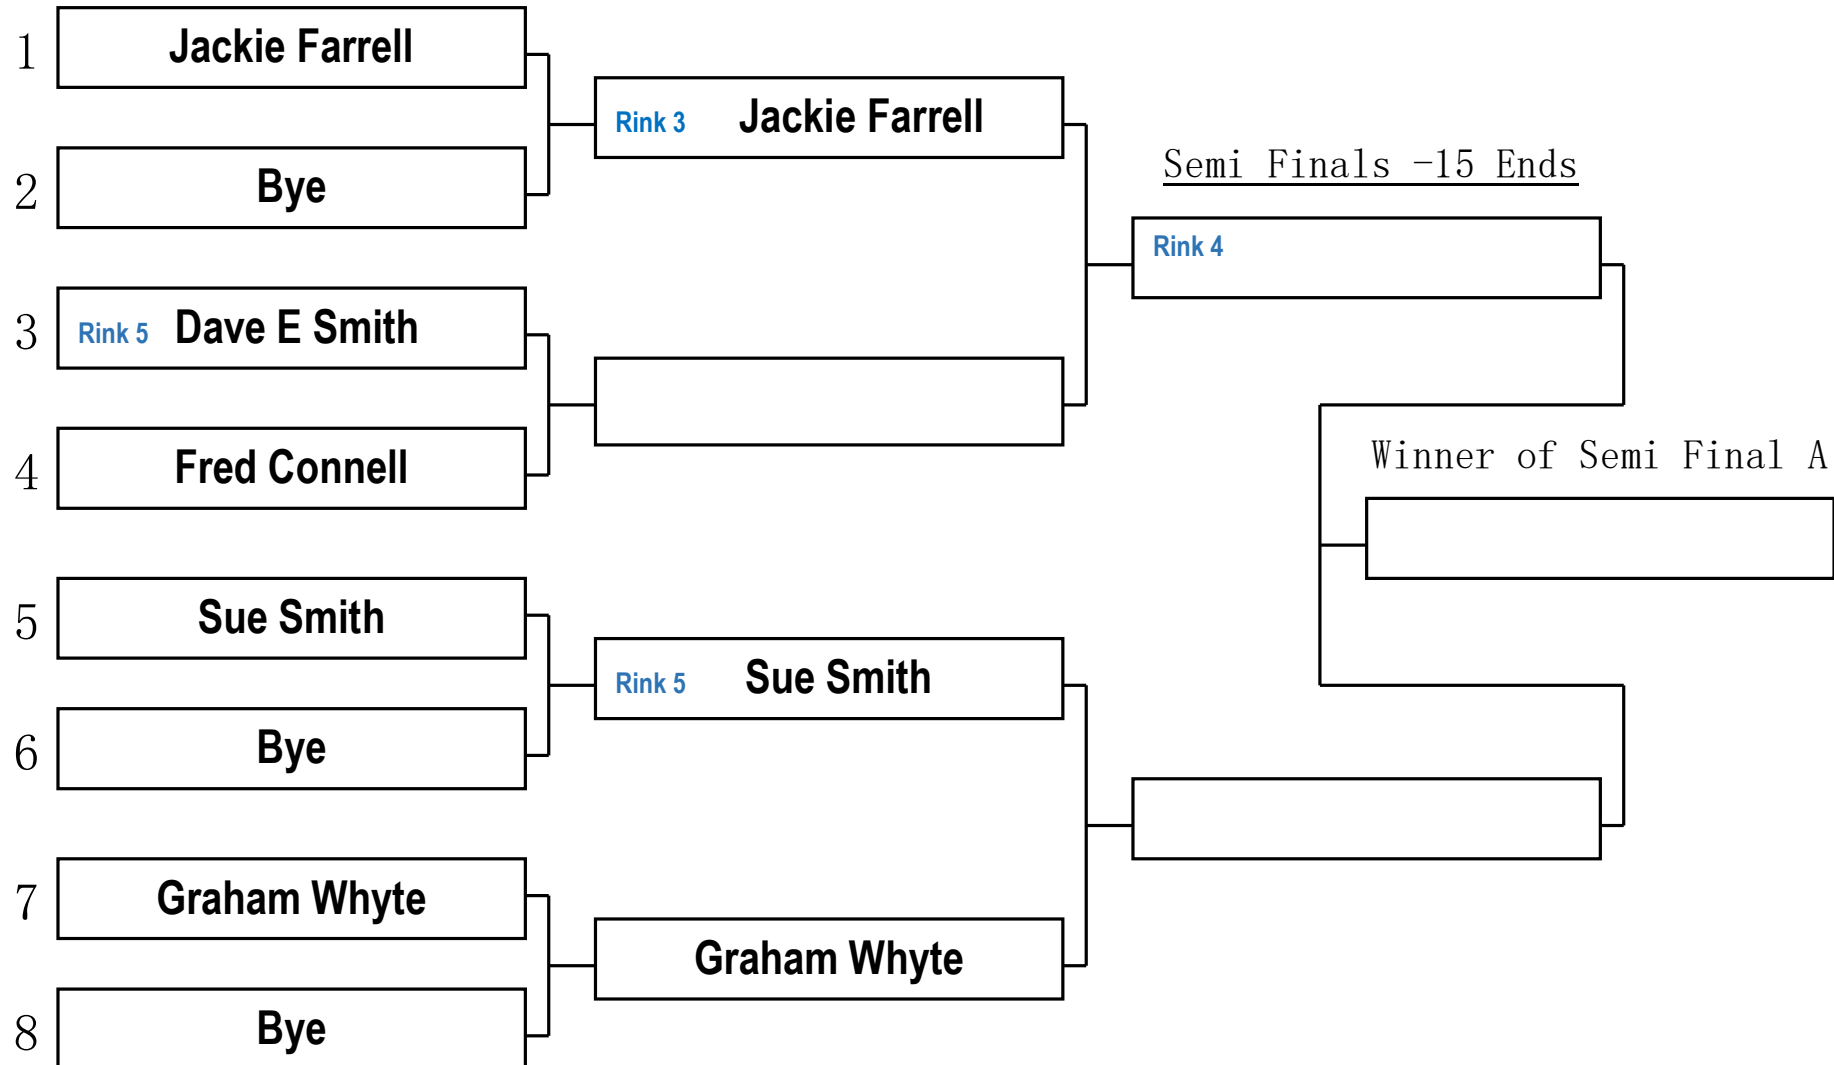 1 Jackie Farrell
Rink 3 Jackie Farrell
Semi Finals -15 Ends
2 Bye
Rink 4
3 Rink 5 Dave E Smith
4 Fred Connell
Winner of Semi Final A
5 Sue Smith
Rink 5 Sue Smith
6 Bye
7 Graham Whyte
Graham Whyte
8 Bye